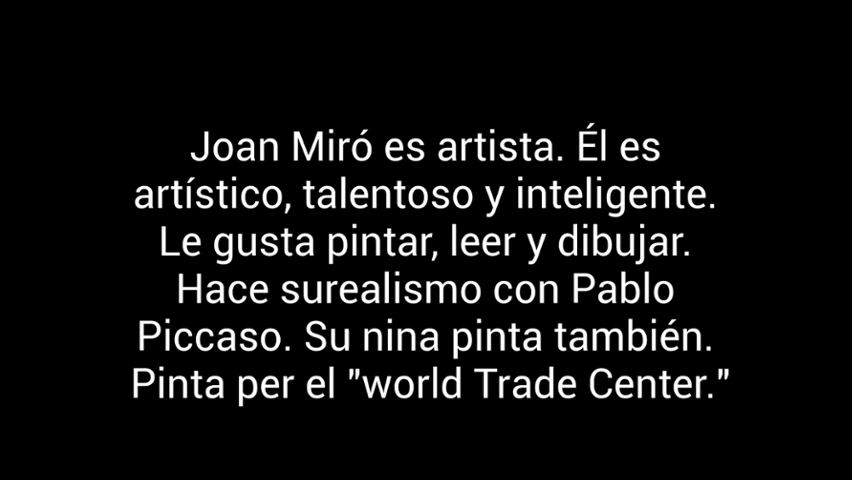 Joan Miró es artista. Él es
artístico, talentoso y inteligente.
Le gusta pintar, leer y dibujar.
Hace surealismo con Pablo
Piccaso. Su nina pinta también.
Pinta per el "world Trade Center."